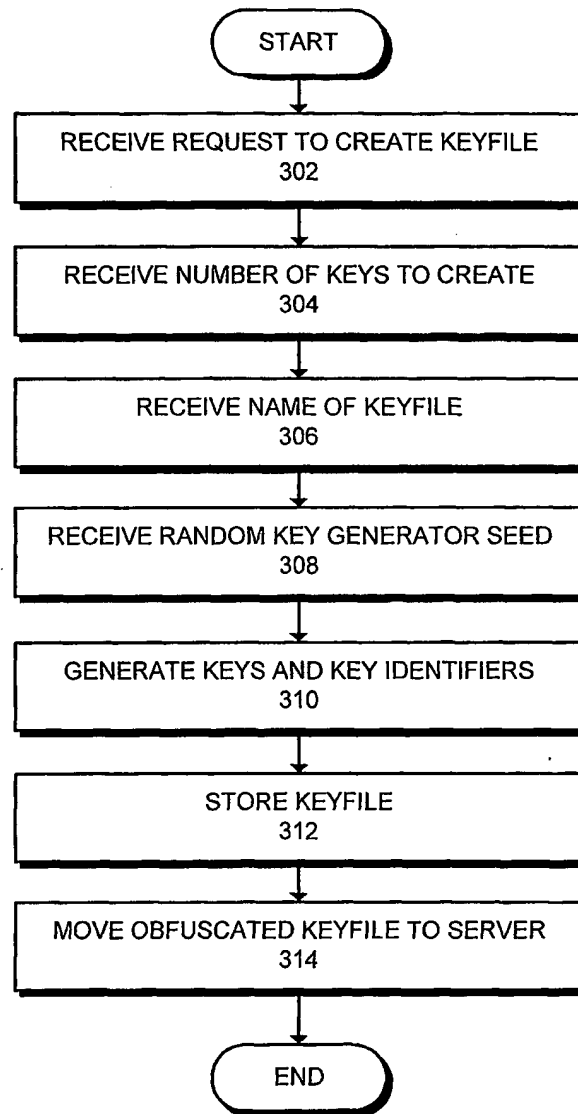 START
RECEIVE REQUEST TO CREATE KEYFILE
302
RECEIVE NUMBER OF KEYS TO CREATE
304
RECEIVE NAME OF KEYFILE
306
RECEIVE RANDOM KEY GENERATOR SEED
308
GENERATE KEYS AND KEY IDENTIFIERS
310
STORE KEYFILE
312
MOVE OBFUSCATED KEYFILE TO SERVER
314
END